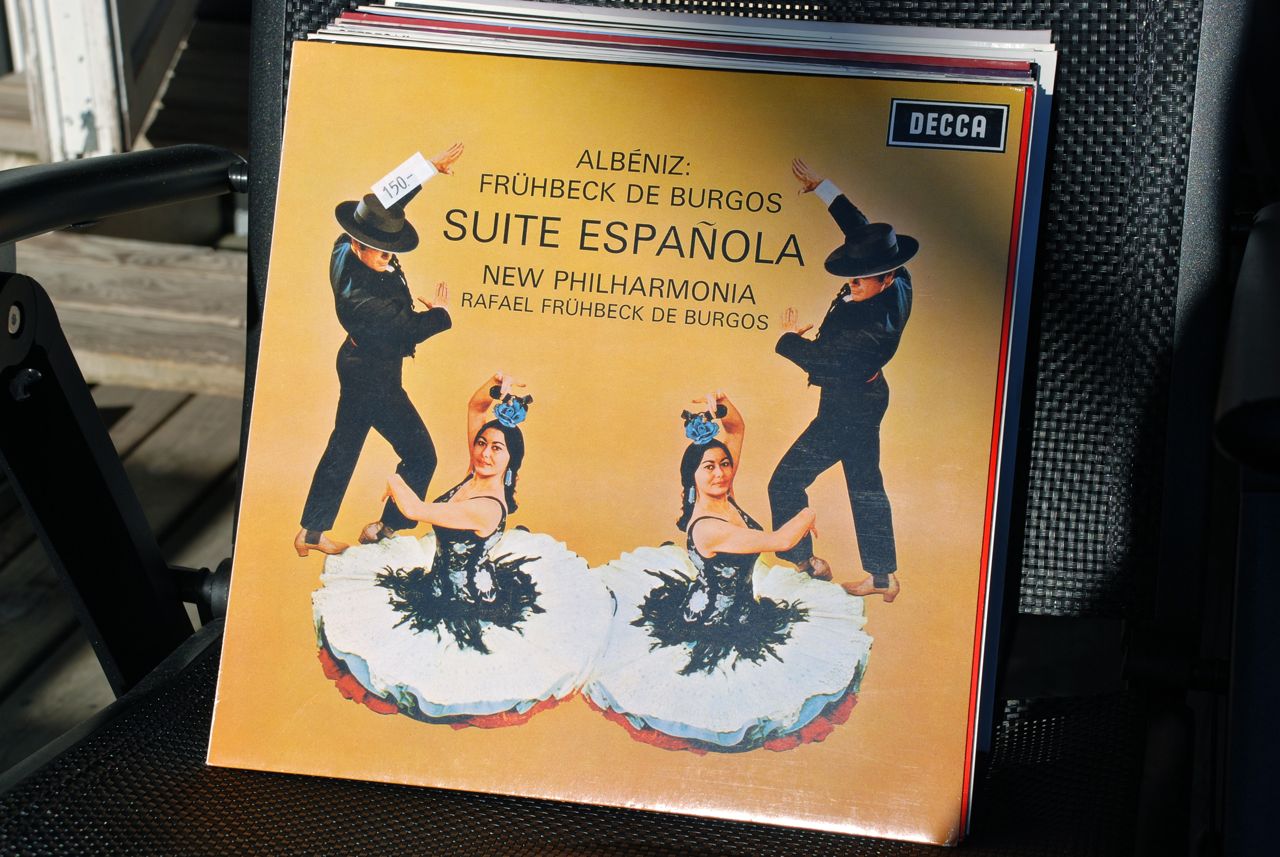 DECCA
150.-
ALBÉNIZ:
FRÜHBECK DE BURGOS
SUITE ESPAÑOLA
NEW PHILHARMONIA
RAFAEL FRÜHBECK DE BURGOS